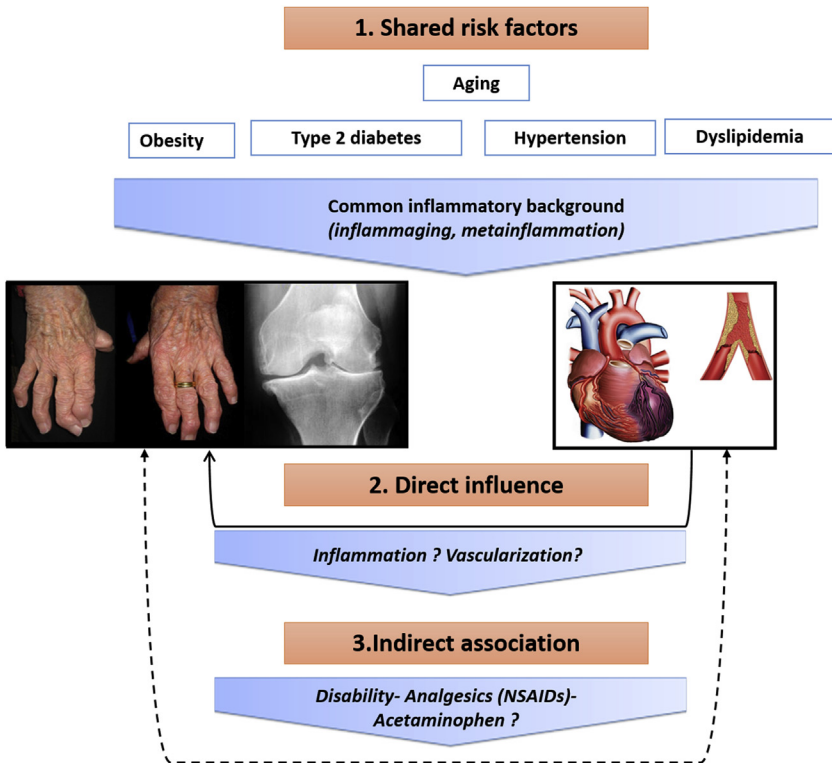 1. Shared risk factors
Aging
Obesity
Type 2 diabetes
Hypertension
Dyslipidemia
Common inflammatory background
(inflammaging, metainflammation)
2. Direct influence
Inflammation ? Vascularization?
3.Indirect association
Disability- Analgesics (NSAIDs)-
Acetaminophen ?